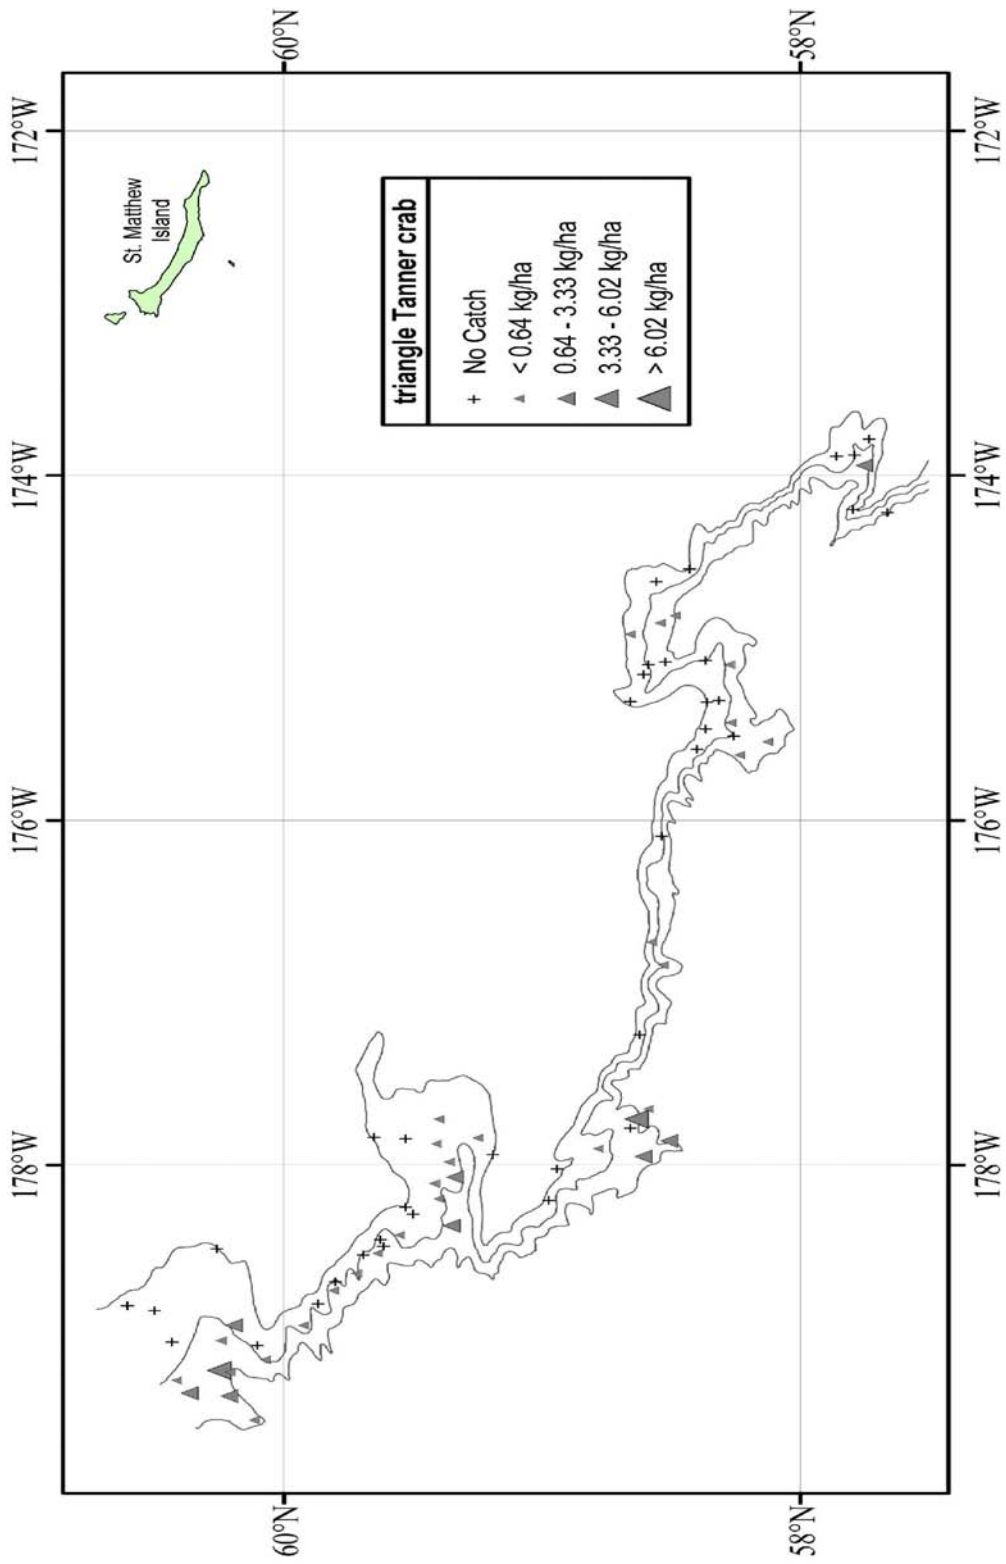 60°N
58°N
172°W
172°W
St. Matthew
Island
triangle Tanner crab
No Catch
< 0.64 kg/ha
0.64 - 3.33 kg/ha
3.33 - 6.02 kg/ha
> 6.02 kg/ha
174°W
174°W
176°W
176°W
178°W
178°W
60°N
58°N